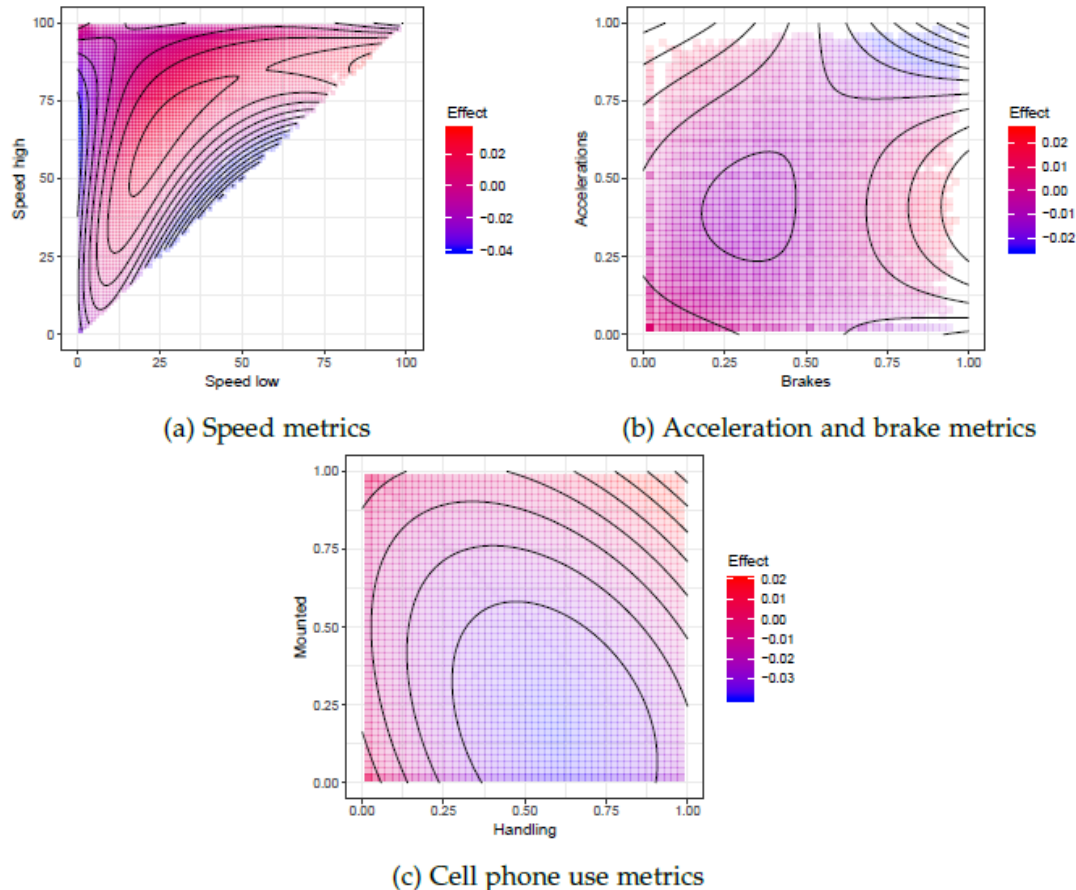 100
75
50
25
0
Speed high
0 25 50 75 100
Speed low
Effect
0.02
0.00
−0.02
−0.04
(a) Speed metrics
1.00
0.75
0.50
0.25
0.00
Accelerations
0.00 0.25 0.50 0.75 1.00
Brakes
Effect
0.02
0.01
0.00
−0.01
−0.02
(b) Acceleration and brake metrics
1.00
0.75
0.50
0.25
0.00
Mounted
0.00 0.25 0.50 0.75 1.00
Handling
Effect
0.02
0.01
0.00
−0.01
−0.02
−0.03
(c) Cell phone use metrics